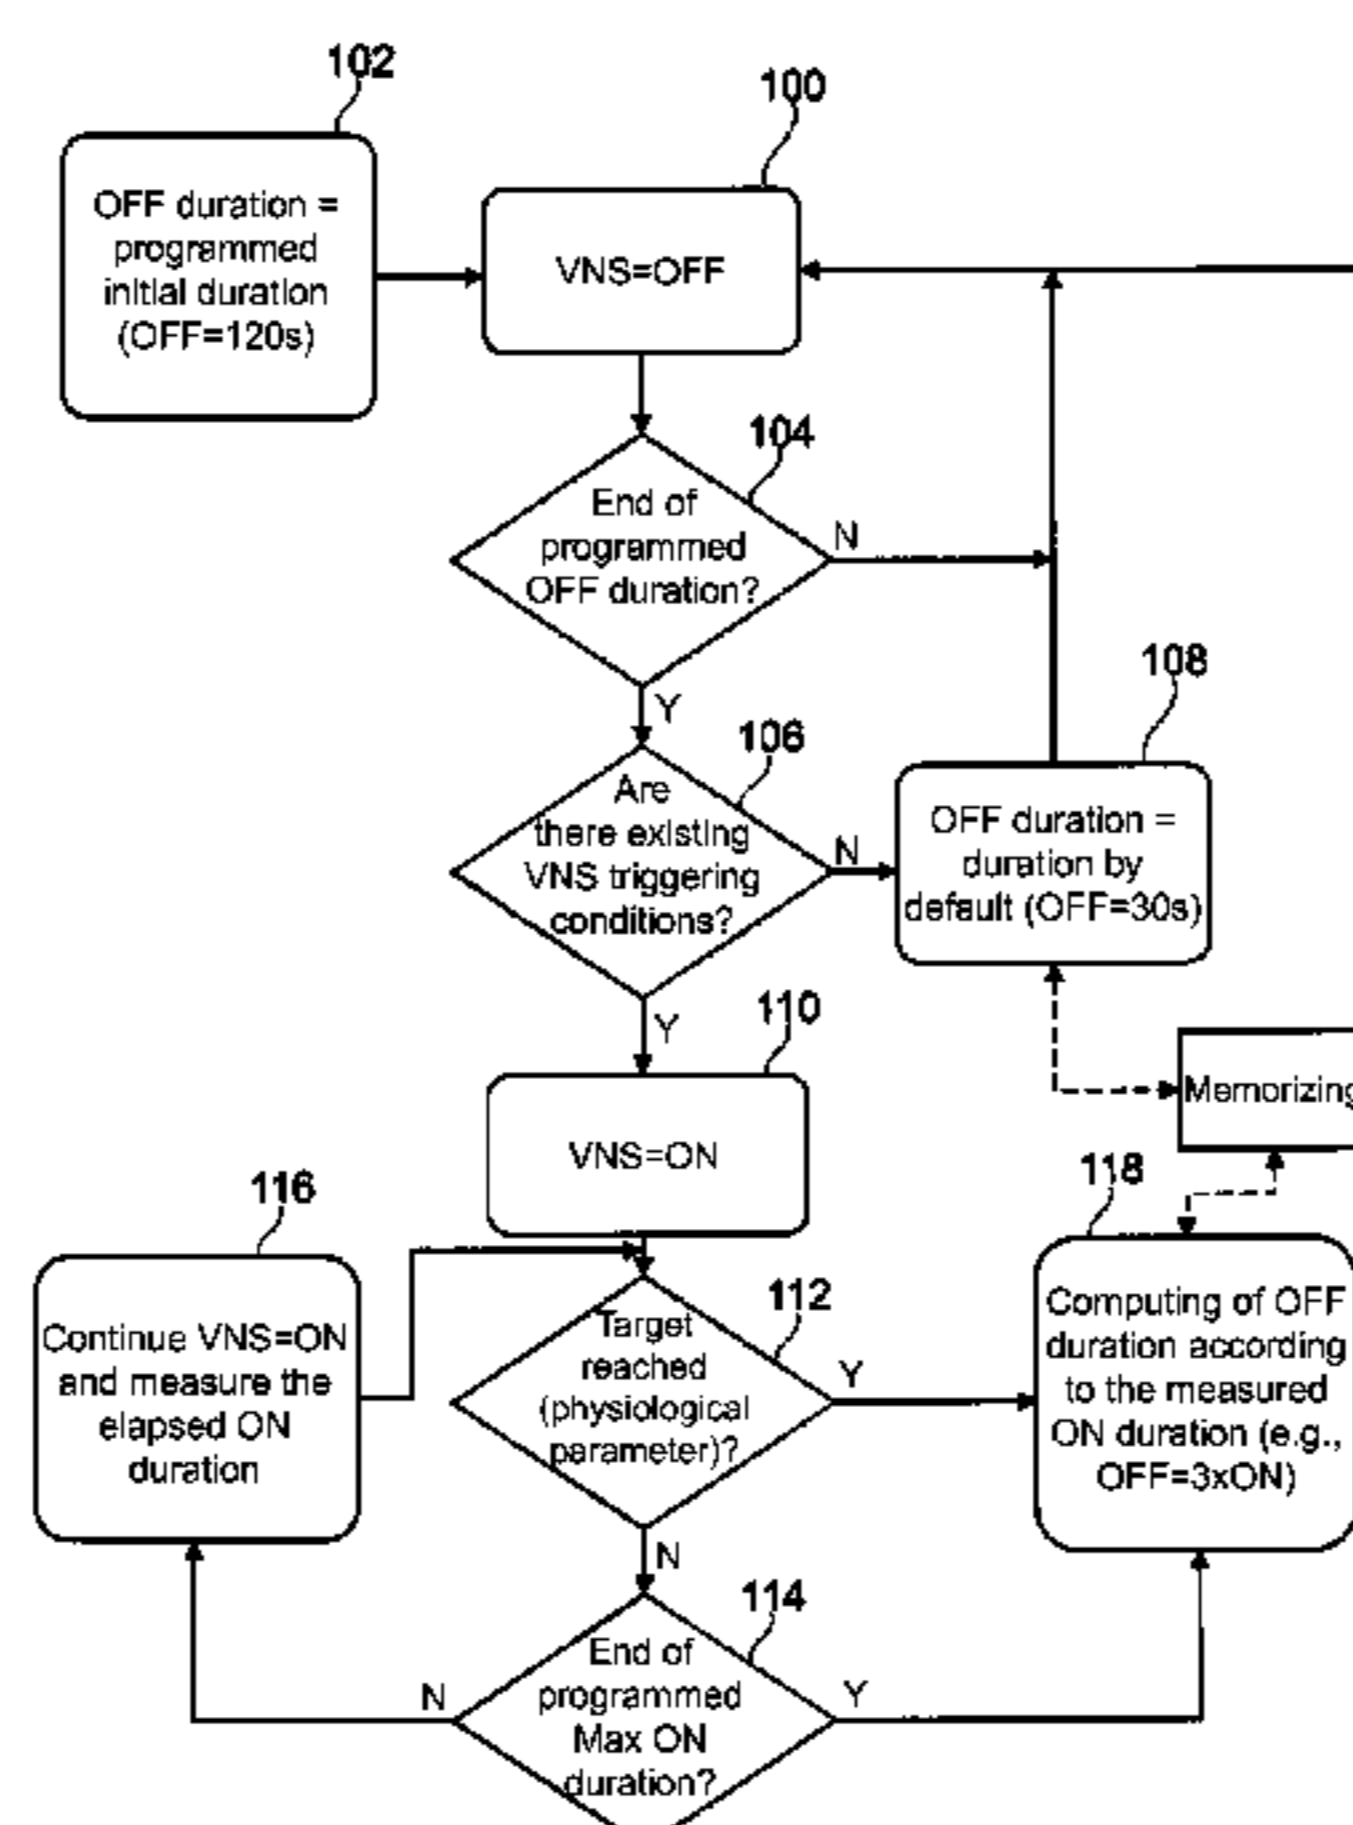 102
OFF duration =
programmed
initial duration
(OFF=120s)
100
VNS=OFF
104
End of
programmed
OFF duration?
N
Y
106
Are
there existing
VNS triggering
conditions?
N
108
OFF duration =
duration by
default (OFF=30s)
Y
110
VNS=ON
Memorizing
116
Continue VNS=ON
and measure the
elapsed ON
duration
112
Target
reached
(physiological
parameter)?
Y
118
Computing of OFF
duration according
to the measured
ON duration (e.g.,
OFF=3xON)
N
114
End of
programmed
Max ON
duration?
N
Y